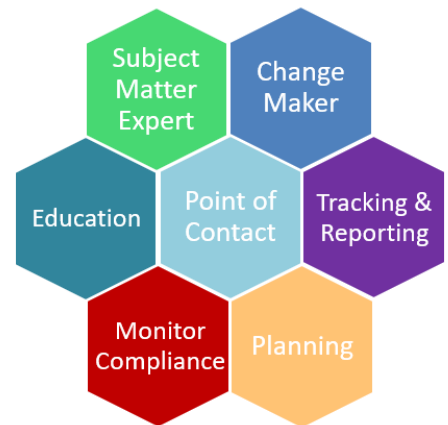 Subject
Matter
Expert
Change
Maker
Education
Point of
Contact
Tracking &
Reporting
Monitor
Compliance
Planning